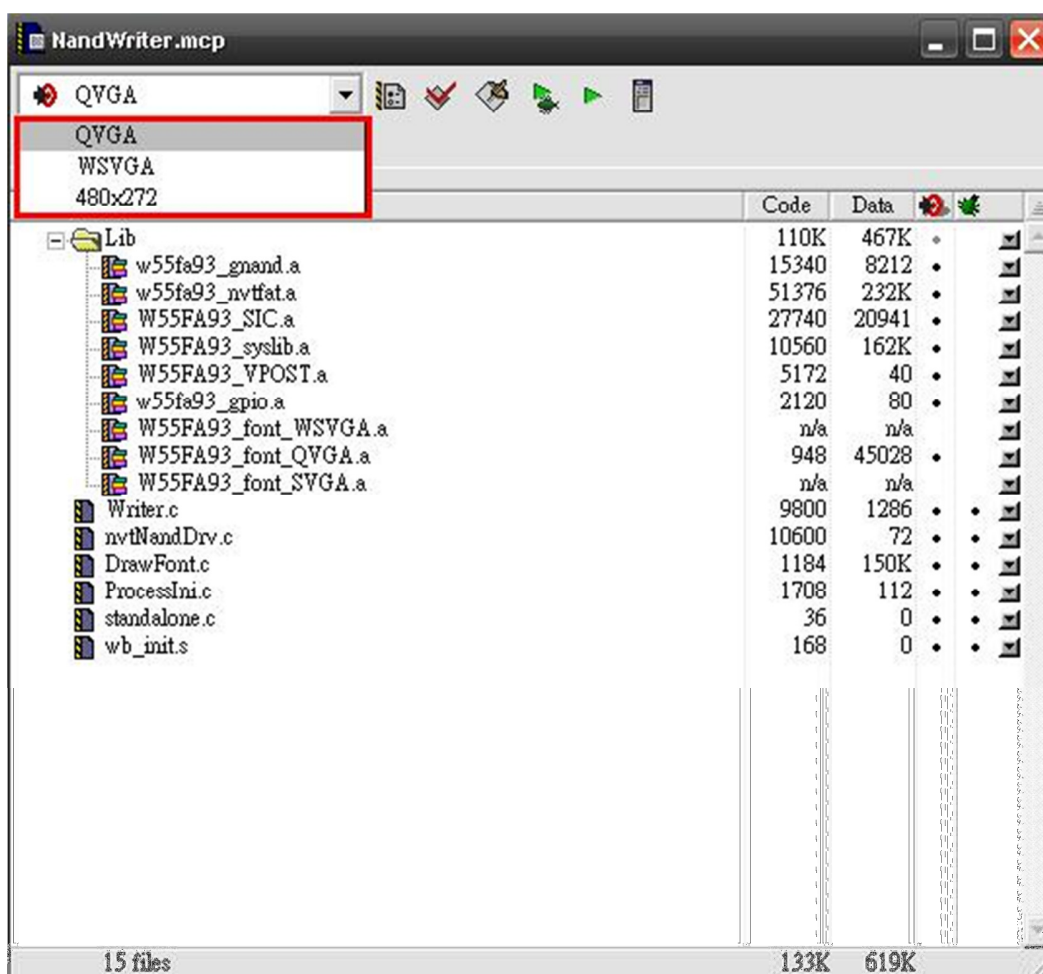 NandWriter.mcp
QVGA
QVGA
WSVGA
480x272
Code Data
Lib 110K 467K
w55fa93_gnand.a 15340 8212
w55fa93_nvtfat.a 51376 232K
W55FA93_SIC.a 27740 20941
W55FA93_syslib.a 10560 162K
W55FA93_VPOST.a 5172 40
w55fa93_gpio.a 2120 80
W55FA93_font_WSVGA.a n/a n/a
W55FA93_font_QVGA.a 948 45028
W55FA93_font_SVGA.a n/a n/a
Writer.c 9800 1286
nvtNandDrv.c 10600 72
DrawFont.c 1184 150K
ProcessIni.c 1708 112
standalone.c 36 0
wb_init.s 168 0
15 files 133K 619K